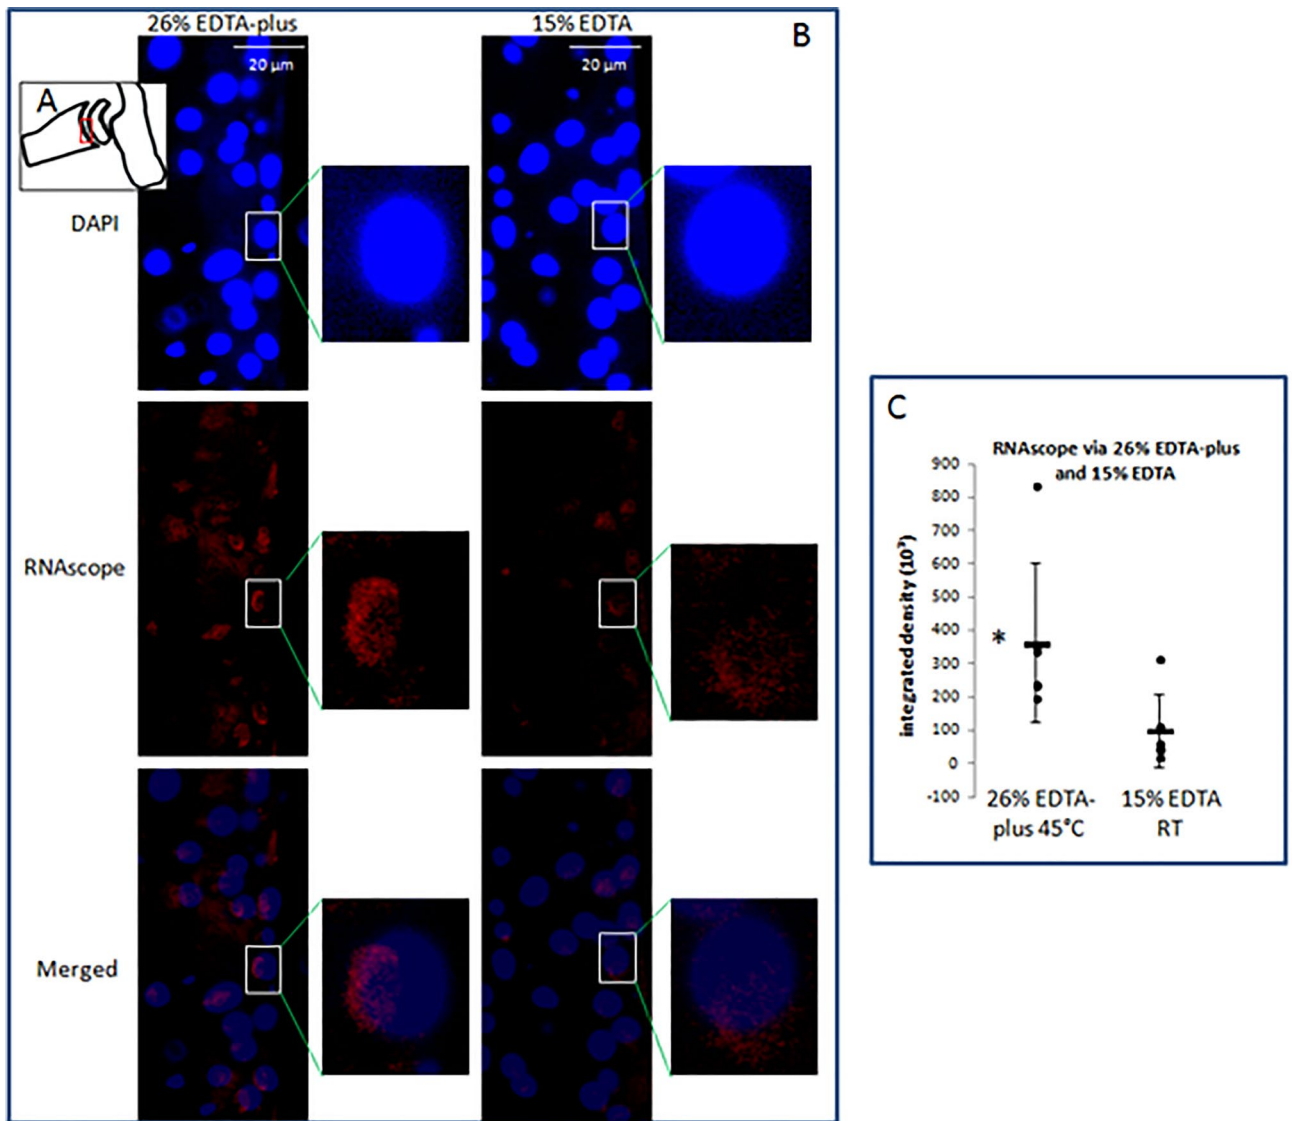 26% EDTA-plus
15% EDTA
B
20 µm
20 µm
A
DAPI
RNAscope
Merged
C
RNAscope via 26% EDTA-plus
and 15% EDTA
integrated density (10³)
900
800
700
600
500
400
300
200
100
0
-100
*
26% EDTA-
plus 45°C
15% EDTA
RT